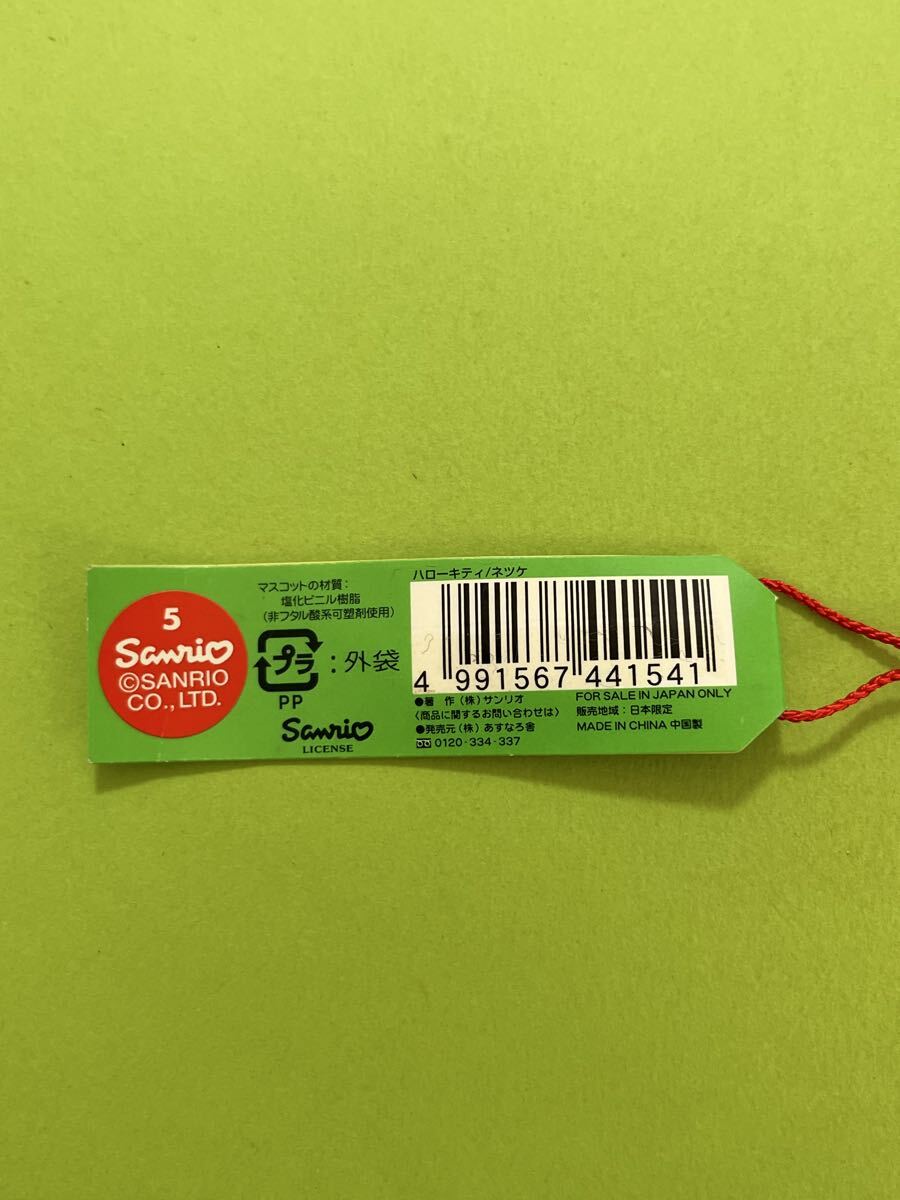 5
Sanrio
©SANRIO
CO., LTD.
マスコットの材質:
塩化ビニル樹脂
(非フタル酸系可塑剤使用)
プラ
:外袋
PP
Sanrio
LICENSE
ハローキティ/ネツケ
4 991567 441541
●著 作 (株)サンリオ
〈商品に関するお問い合わせは〉
●発売元(株)あすなろ舎
0120-334-337
FOR SALE IN JAPAN ONLY
販売地域: 日本限定
MADE IN CHINA 中国製